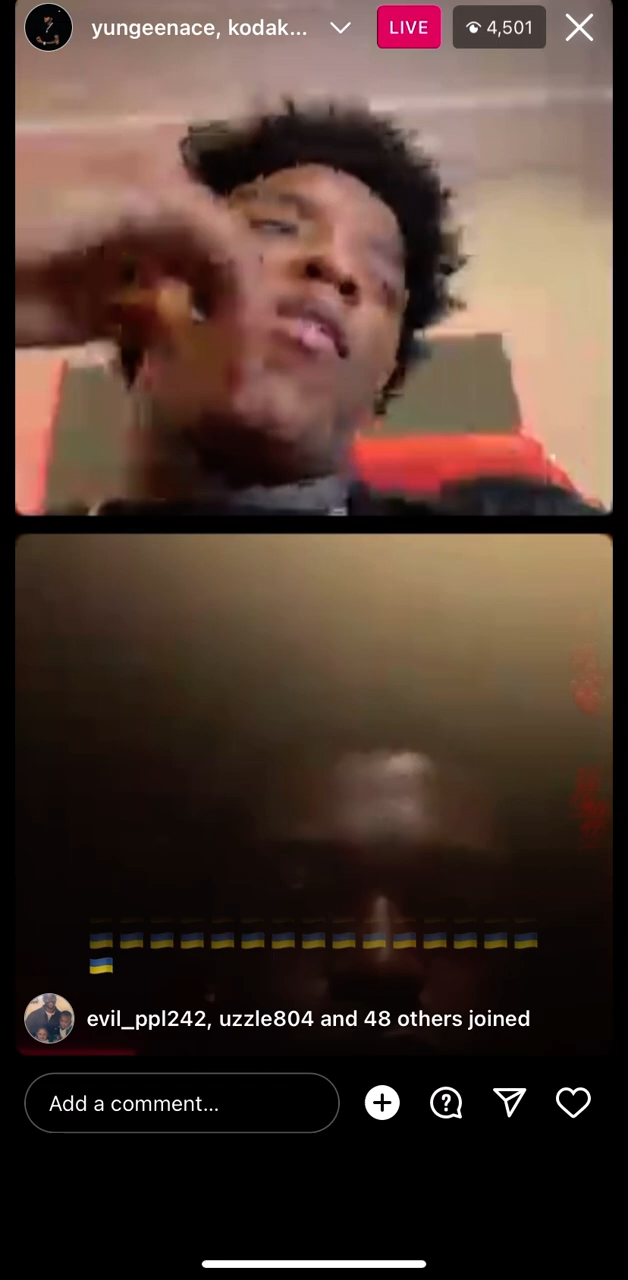 yungeenace, kodak...
LIVE
4,501
🇺🇦🇺🇦🇺🇦🇺🇦🇺🇦🇺🇦🇺🇦🇺🇦🇺🇦🇺🇦🇺🇦🇺🇦🇺🇦🇺🇦🇺🇦
🇺🇦
evil_ppl242, uzzle804 and 48 others joined
Add a comment...